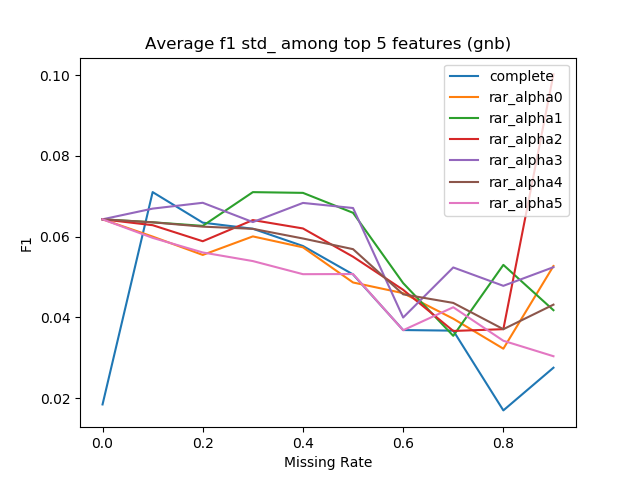 Average f1 std_ among top 5 features (gnb)
F1
0.10
0.08
0.06
0.04
0.02
complete
rar_alpha0
rar_alpha1
rar_alpha2
rar_alpha3
rar_alpha4
rar_alpha5
0.0 0.2 0.4 0.6 0.8
Missing Rate